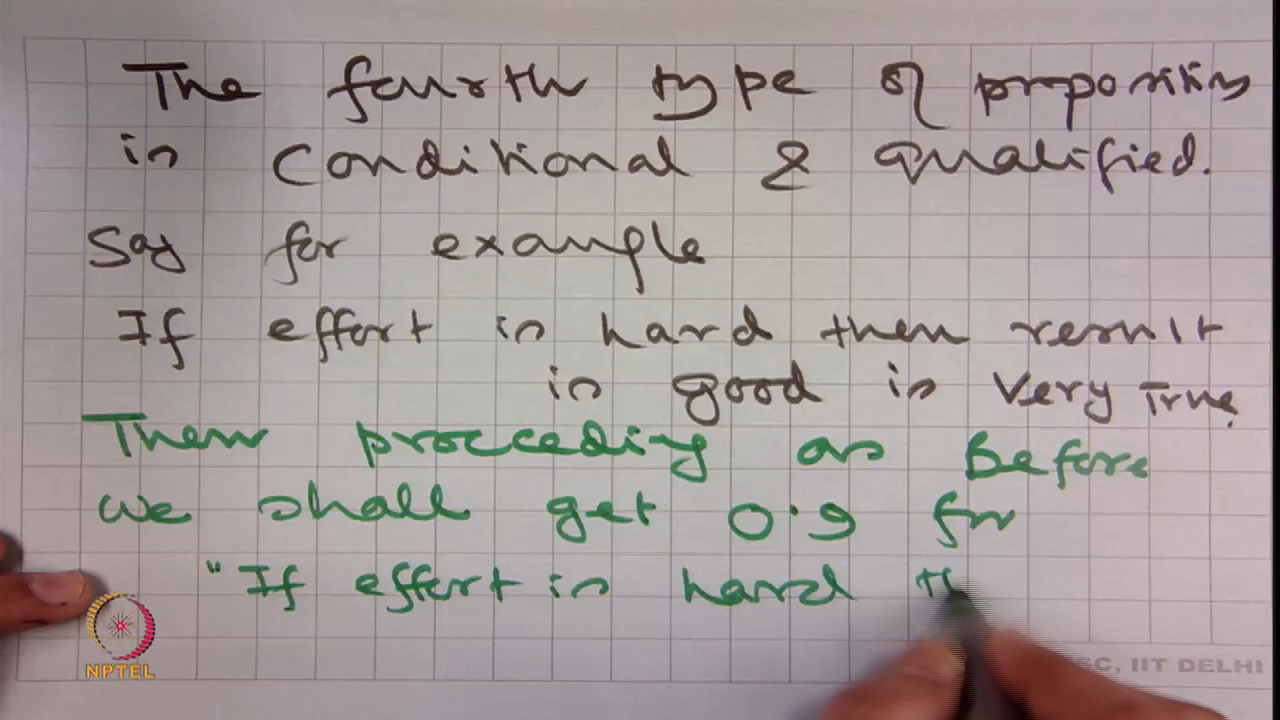 The fourth type of proposition
is Conditional & qualified.
Say for example
If effort is hard then result
is good is Very True.
Then proceeding as Before
we shall get 0.9 for
"If effort is hard th
NPTEL
SC, IIT DELHI